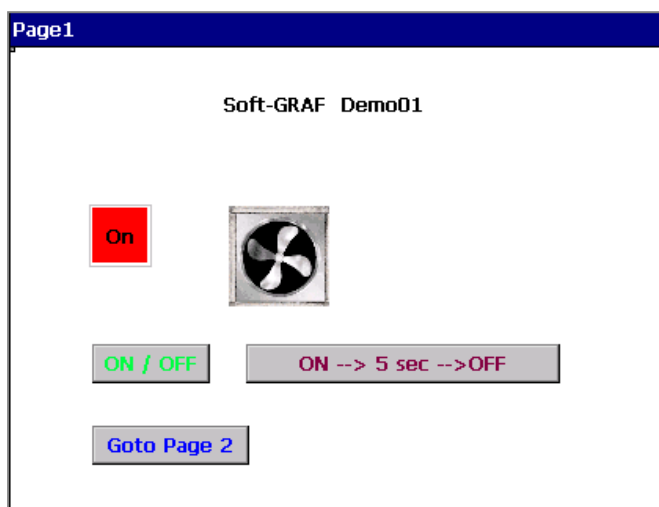 Page1
Soft-GRAF Demo01
On
ON / OFF
ON --> 5 sec -->OFF
Goto Page 2